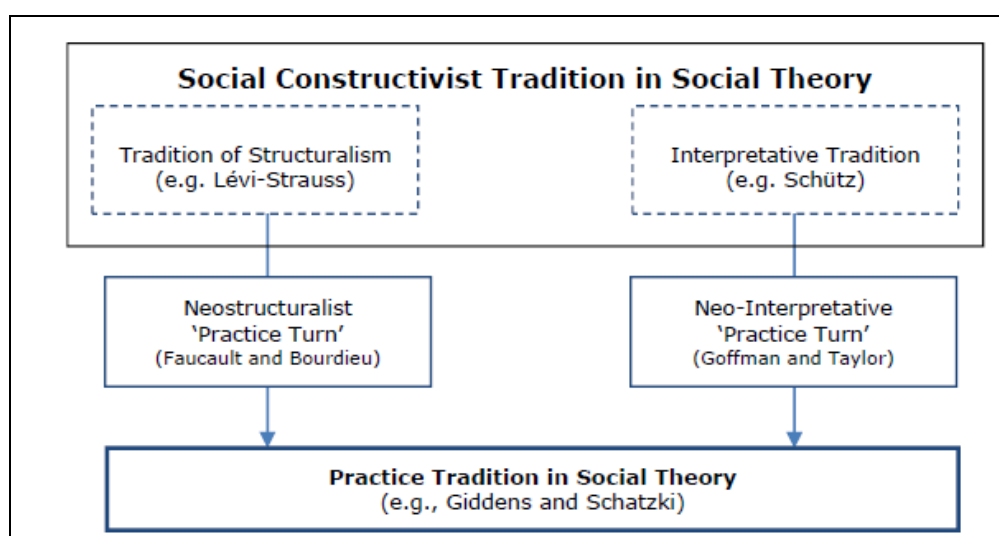 Social Constructivist Tradition in Social Theory
Tradition of Structuralism
(e.g. Lévi-Strauss)
Interpretative Tradition
(e.g. Schütz)
Neostructuralist
‘Practice Turn’
(Faucault and Bourdieu)
Neo-Interpretative
‘Practice Turn’
(Goffman and Taylor)
Practice Tradition in Social Theory
(e.g., Giddens and Schatzki)